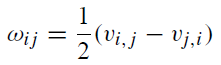 ω_{ij} = \frac{1}{2}(v_{i,j} − v_{j,i})